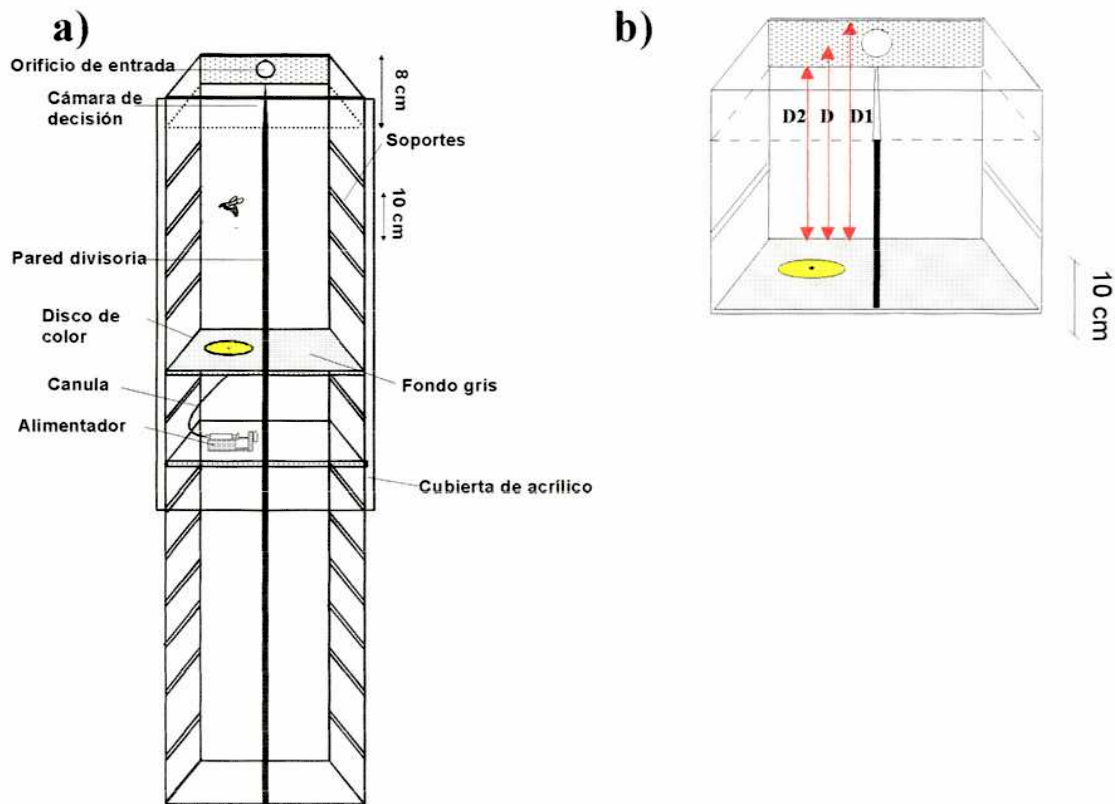 a)
Orificio de entrada
Cámara de
decisión
8 cm
Soportes
10 cm
Pared divisoria
Disco de
color
Fondo gris
Canula
Alimentador
Cubierta de acrílico
b)
D2
D
D1
10 cm